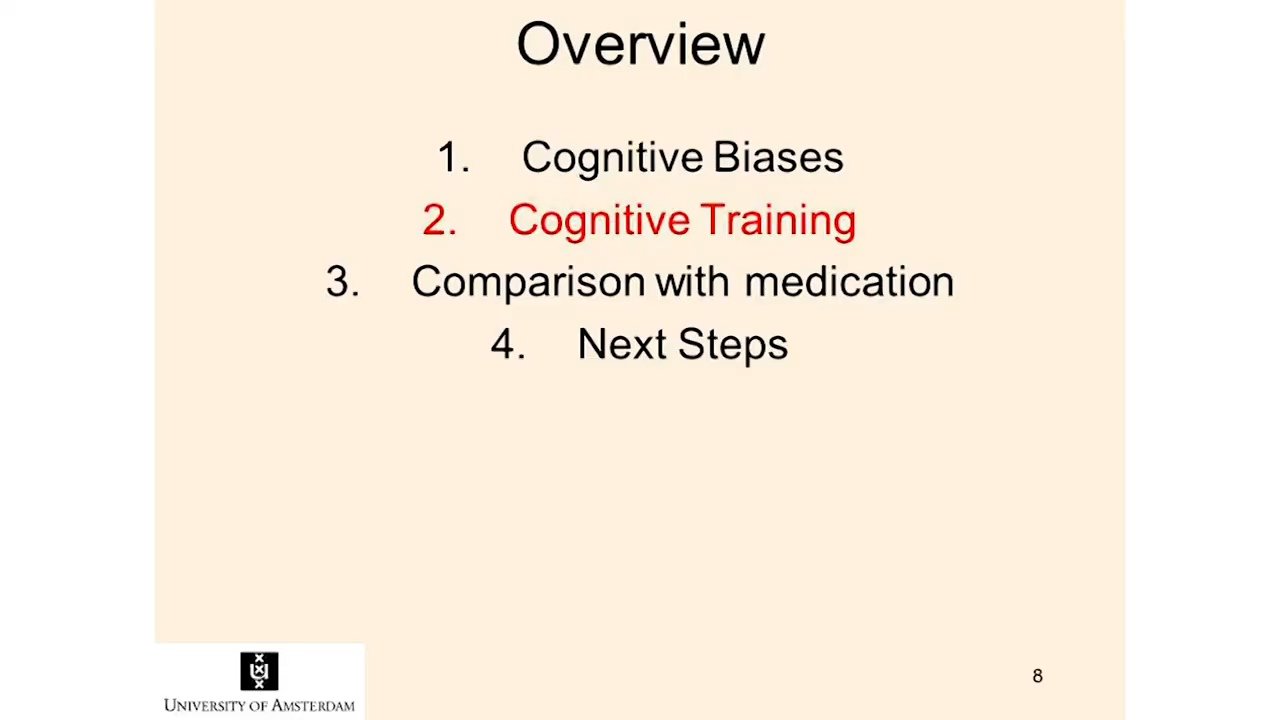 Overview
1. Cognitive Biases
2. Cognitive Training
3. Comparison with medication
4. Next Steps
8
UNIVERSITY OF AMSTERDAM